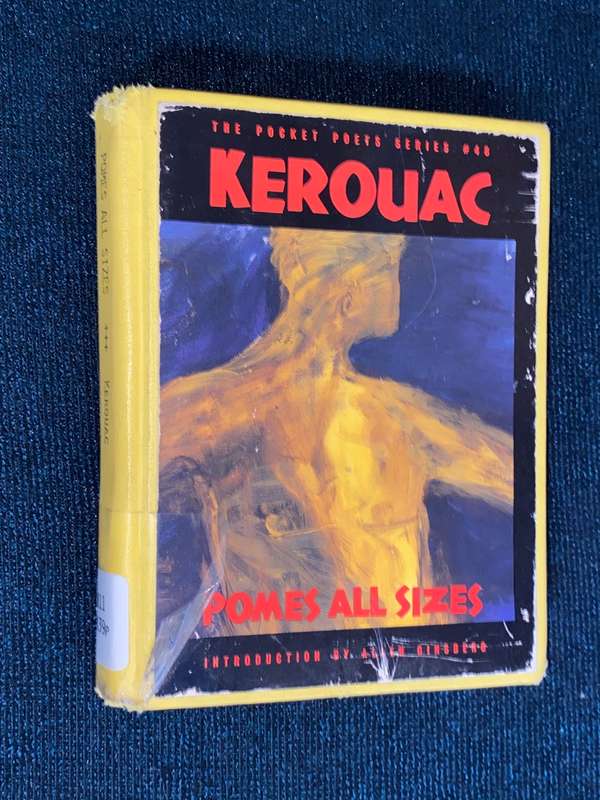 THE POCKET POETS SERIES #48
KEROUAC
POMES ALL SIZES
INTRODUCTION BY ALLEN GINSBERG
POMES ALL SIZES +++ KEROUAC